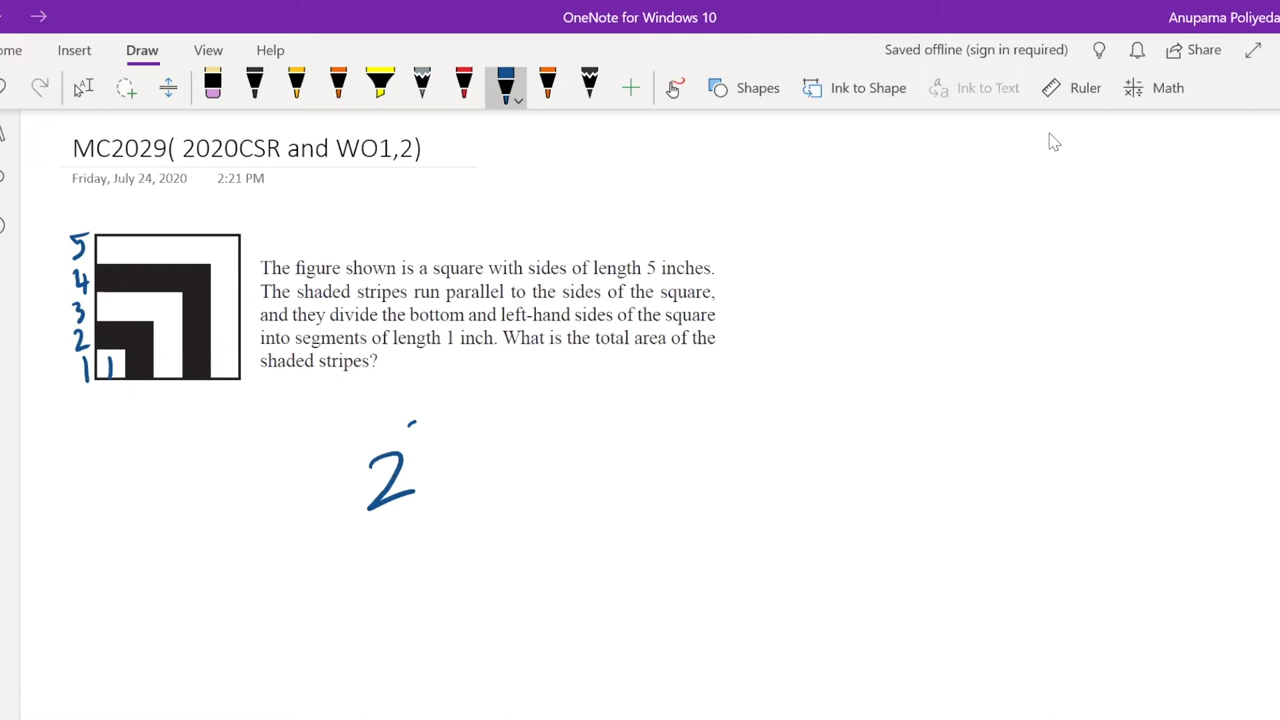 OneNote for Windows 10
Anupama Poliyeda
ome Insert Draw View Help
Saved offline (sign in required) Share
Shapes Ink to Shape Ink to Text Ruler Math
MC2029( 2020CSR and WO1,2)
Friday, July 24, 2020 2:21 PM
5
4
3
2
1 1
The figure shown is a square with sides of length 5 inches.
The shaded stripes run parallel to the sides of the square,
and they divide the bottom and left-hand sides of the square
into segments of length 1 inch. What is the total area of the
shaded stripes?
2